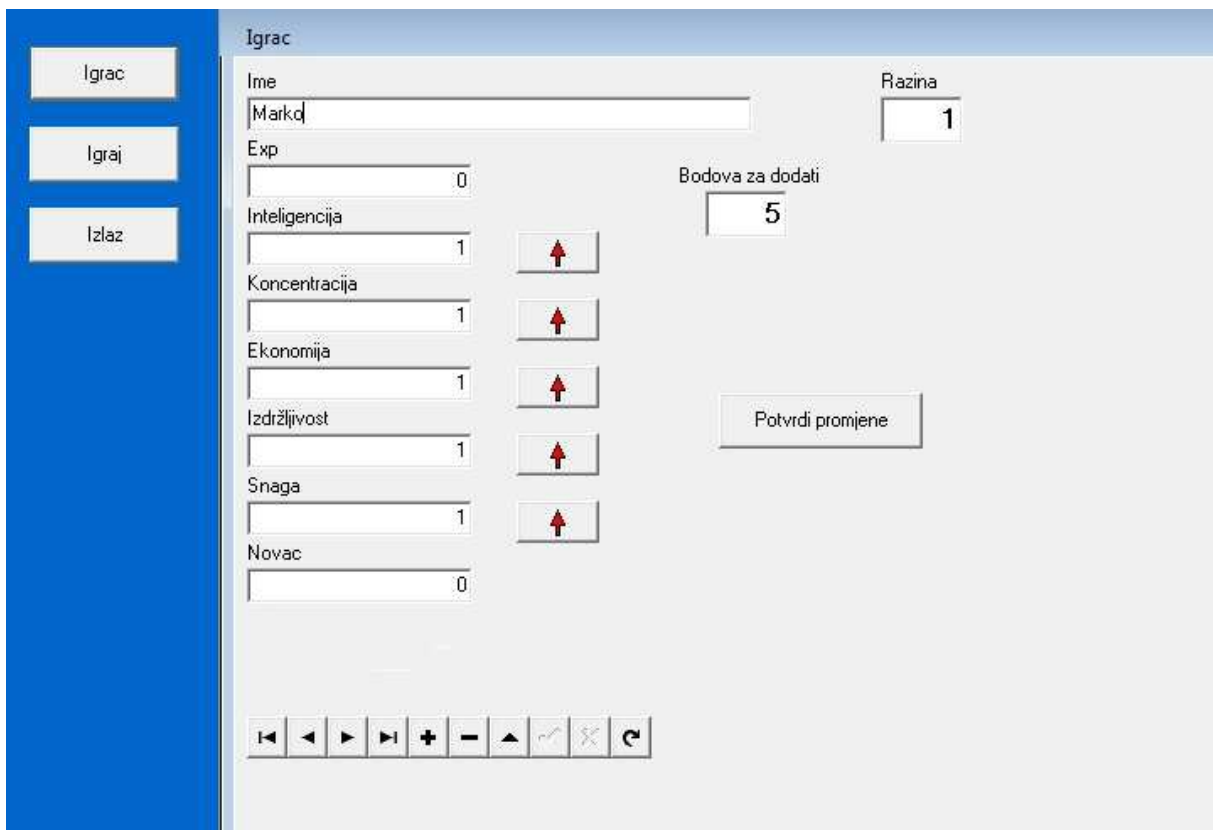 Igrac
Igraj
Izlaz
Igrac
Ime
Razina
Marko
1
Exp
0
Bodova za dodati
5
Inteligencija
1
Koncentracija
1
Ekonomija
1
Izdržljivost
1
Potvrdi promjene
Snaga
1
Novac
0